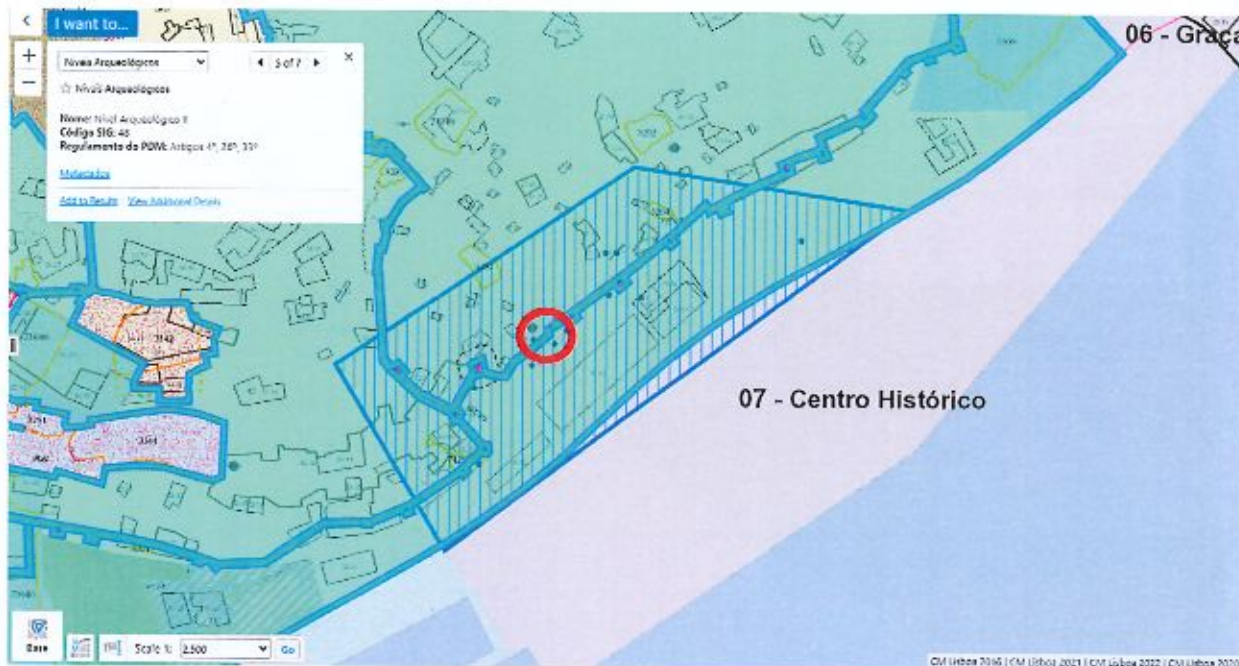 I want to...
06 - Graça
Níveis Arqueológicos
5 of 7
Níveis Arqueológicos
Nome: Nível Arqueológico II
Código SIG: 48
Regulamento do PDM: Artigos 4º, 26º, 33º
Metadados
Add to Results View Additional Details
07 - Centro Histórico
Base
Scale 1: 2.500 Go
CM Lisboa 2016 | CM Lisboa 2021 | CM Lisboa 2022 | CM Lisboa